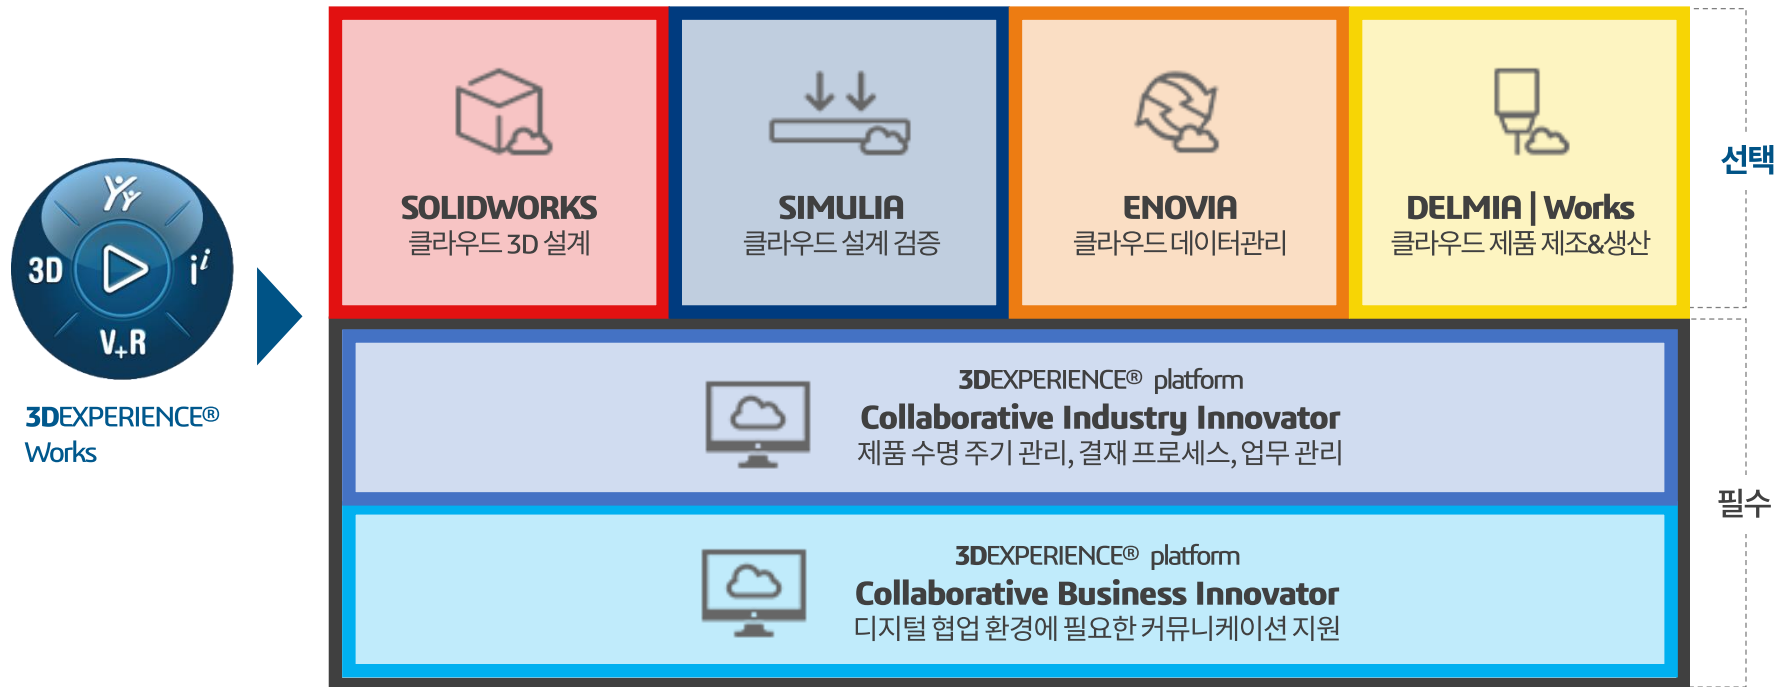 SOLIDWORKS
클라우드 3D 설계
SIMULIA
클라우드 설계 검증
ENOVIA
클라우드 데이터관리
DELMIA | Works
클라우드 제품 제조&생산
선택
3D
i i
V+R
3DEXPERIENCE®
Works
3DEXPERIENCE® platform
Collaborative Industry Innovator
제품 수명 주기 관리, 결재 프로세스, 업무 관리
필수
3DEXPERIENCE® platform
Collaborative Business Innovator
디지털 협업 환경에 필요한 커뮤니케이션 지원